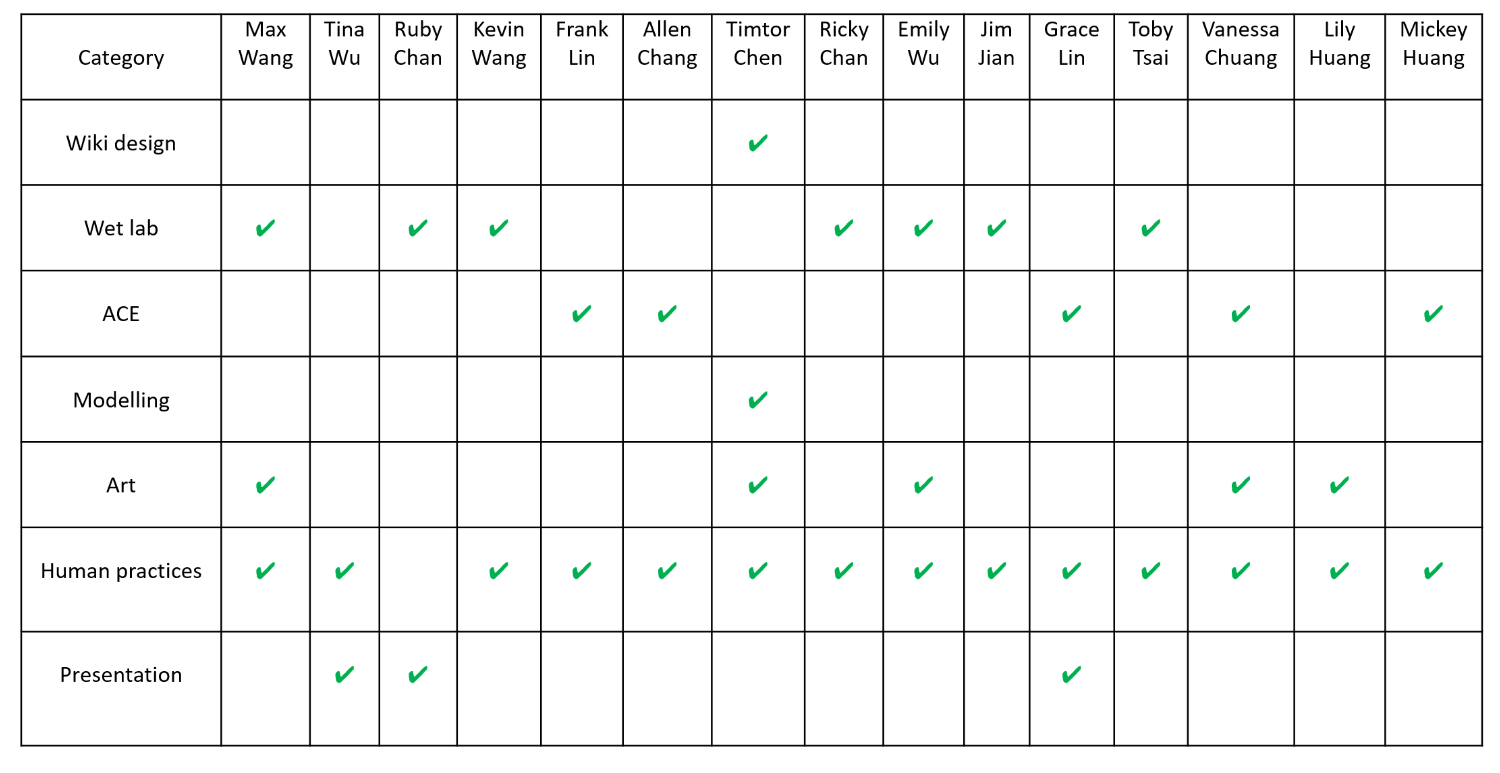 Category
Max
Wang
Tina
Wu
Ruby
Chan
Kevin
Wang
Frank
Lin
Allen
Chang
Timtor
Chen
Ricky
Chan
Emily
Wu
Jim
Jian
Grace
Lin
Toby
Tsai
Vanessa
Chuang
Lily
Huang
Mickey
Huang
Wiki design
✔
Wet lab
✔ ✔ ✔ ✔ ✔ ✔ ✔
ACE
✔ ✔ ✔ ✔ ✔
Modelling
✔
Art
✔ ✔ ✔ ✔ ✔
Human practices
✔ ✔ ✔ ✔ ✔ ✔ ✔ ✔ ✔ ✔ ✔ ✔ ✔ ✔
Presentation
✔ ✔ ✔